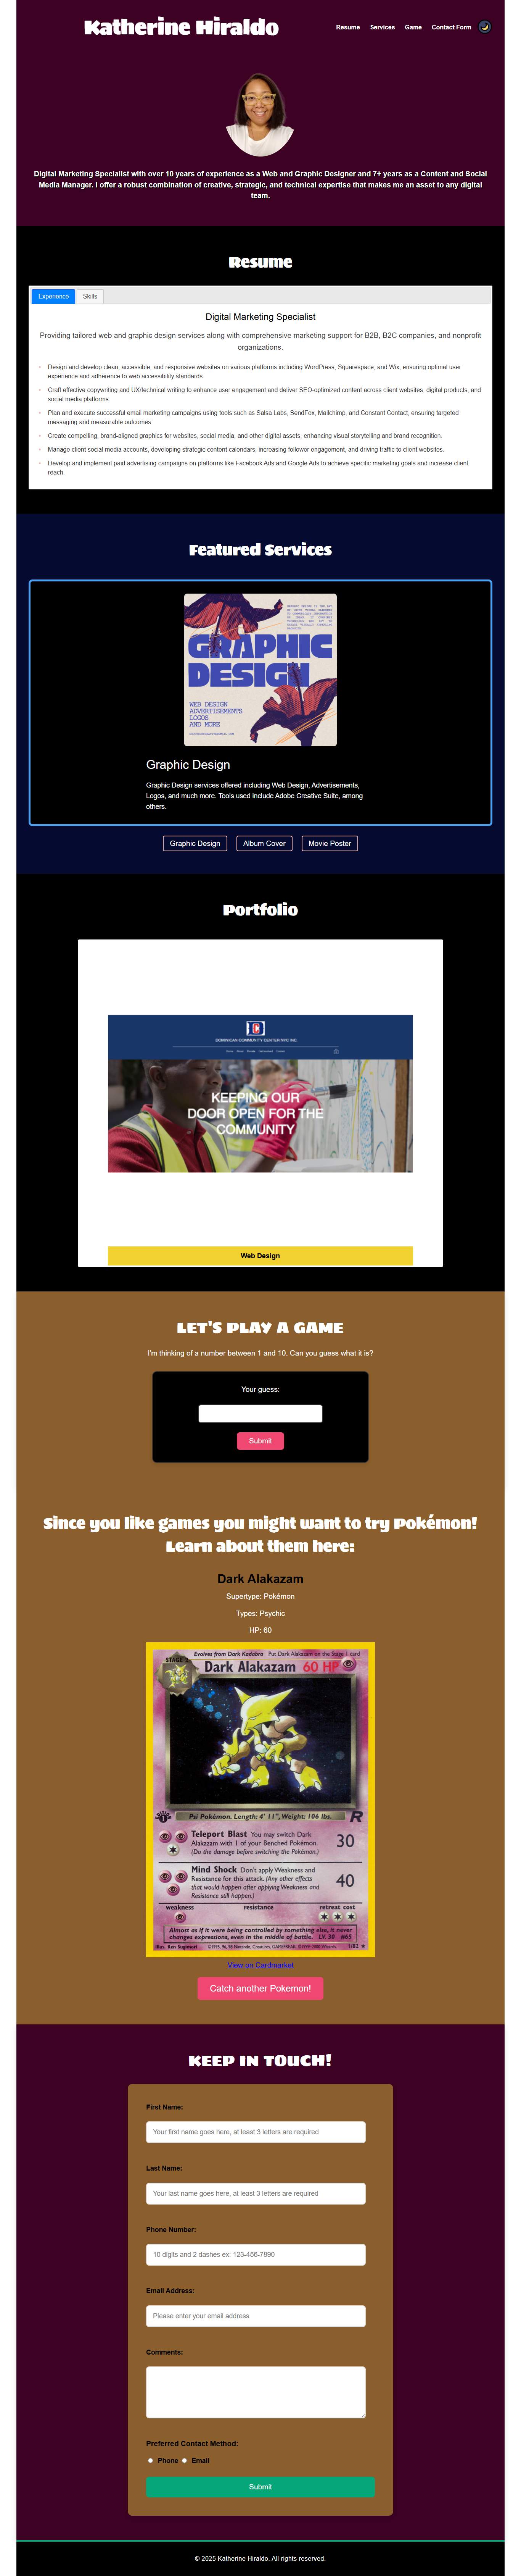 Katherine Hiraldo
Resume Services Game Contact Form
Digital Marketing Specialist with over 10 years of experience as a Web and Graphic Designer and 7+ years as a Content and Social
Media Manager. I offer a robust combination of creative, strategic, and technical expertise that makes me an asset to any digital
team.
Resume
Experience Skills
Digital Marketing Specialist
Providing tailored web and graphic design services along with comprehensive marketing support for B2B, B2C companies, and nonprofit
organizations.
Design and develop clean, accessible, and responsive websites on various platforms including WordPress, Squarespace, and Wix, ensuring optimal user
experience and adherence to web accessibility standards.
Craft effective copywriting and UX/technical writing to enhance user engagement and deliver SEO-optimized content across client websites, digital products, and
social media platforms.
Plan and execute successful email marketing campaigns using tools such as Salsa Labs, SendFox, Mailchimp, and Constant Contact, ensuring targeted
messaging and measurable outcomes.
Create compelling, brand-aligned graphics for websites, social media, and other digital assets, enhancing visual storytelling and brand recognition.
Manage client social media accounts, developing strategic content calendars, increasing follower engagement, and driving traffic to client websites.
Develop and implement paid advertising campaigns on platforms like Facebook Ads and Google Ads to achieve specific marketing goals and increase client
reach.
Featured Services
GRAPHIC
DESIGN
WEB DESIGN
ADVERTISEMENTS
LOGOS
AND MORE
Graphic Design
Graphic Design services offered including Web Design, Advertisements,
Logos, and much more. Tools used include Adobe Creative Suite, among
others.
Graphic Design Album Cover Movie Poster
Portfolio
DOMINICAN COMMUNITY CENTER NYC INC.
KEEPING OUR
DOOR OPEN FOR THE
COMMUNITY
Web Design
LET'S PLAY A GAME
I'm thinking of a number between 1 and 10. Can you guess what it is?
Your guess:
Submit
Since you like games you might want to try Pokémon!
Learn about them here:
Dark Alakazam
Supertype: Pokémon
Types: Psychic
HP: 60
Evolves from Dark Kadabra Put Dark Alakazam on the Stage 1 card
STAGE 2
Dark Alakazam 60 HP
Psi Pokémon. Length: 4' 11", Weight: 106 lbs.
R
Teleport Blast You may switch Dark
Alakazam with 1 of your Benched Pokémon.
(Do the damage before switching the Pokémon.)
30
Mind Shock Don't apply Weakness and
Resistance for this attack. (Any other effects
that would happen after applying Weakness and
Resistance still happen.)
40
weakness resistance retreat cost
Almost as if it were being controlled by something else, it never
changes expression, even in the middle of battle. LV. 30 #65
Illus. Ken Sugimori 1/82
View on Cardmarket
Catch another Pokemon!
KEEP IN TOUCH!
First Name:
Your first name goes here, at least 3 letters are required
Last Name:
Your last name goes here, at least 3 letters are required
Phone Number:
10 digits and 2 dashes ex: 123-456-7890
Email Address:
Please enter your email address
Comments:
Preferred Contact Method:
Phone Email
Submit
© 2025 Katherine Hiraldo. All rights reserved.